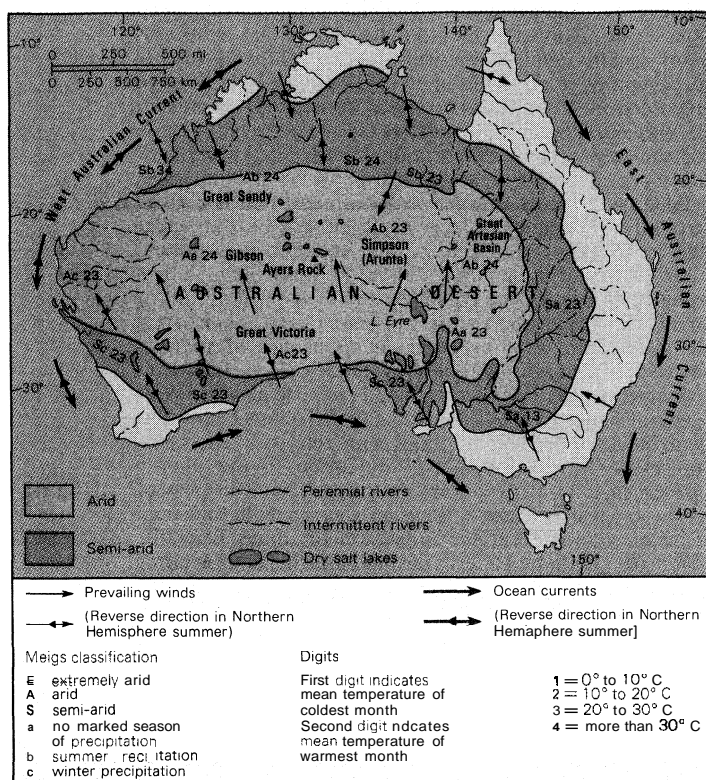 120° 130° 140° 150° 10°
10°
0 250 500 mi
0 250 500 750 km
West Australian Current
East Australian Current
Sb 34
Ab 24
Sb 24
Sb 23
20°
Great Sandy
20°
Ab 23
Great
Artesian
Basin
Simpson
(Arunta)
Aa 24
Gibson
Ab 24
Ayers Rock
Ac 23
AUSTRALIAN DESERT
Sa 23
L. Eyre
Great Victoria
Aa 23
Sc 23
Ac23
30°
30°
Sc 23
Sc 23
Sa 13
Arid
Perennial rivers
Intermittent rivers
40°
Semi-arid
Dry salt lakes
150°
Prevailing winds
Ocean currents
(Reverse direction in Northern
Hemisphere summer)
(Reverse direction in Northern
Hemaphere summer]
Meigs classification
Digits
E extremely arid
A arid
S semi-arid
a no marked season
of precipitation
b summer reci itation
c winter precipitation
First digit indicates
mean temperature of
coldest month
Second digit ndcates
mean temperature of
warmest month
1 = 0° to 10° C
2 = 10° to 20° C
3 = 20° to 30° C
4 = more than 30° C